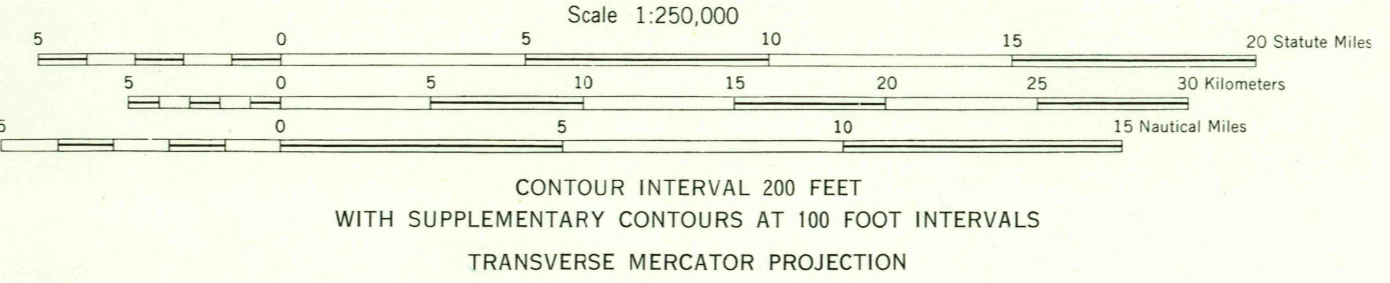 Scale 1:250,000
5 0 5 10 15 20 Statute Miles
5 0 5 10 15 20 25 30 Kilometers
5 0 5 10 15 Nautical Miles
CONTOUR INTERVAL 200 FEET
WITH SUPPLEMENTARY CONTOURS AT 100 FOOT INTERVALS
TRANSVERSE MERCATOR PROJECTION